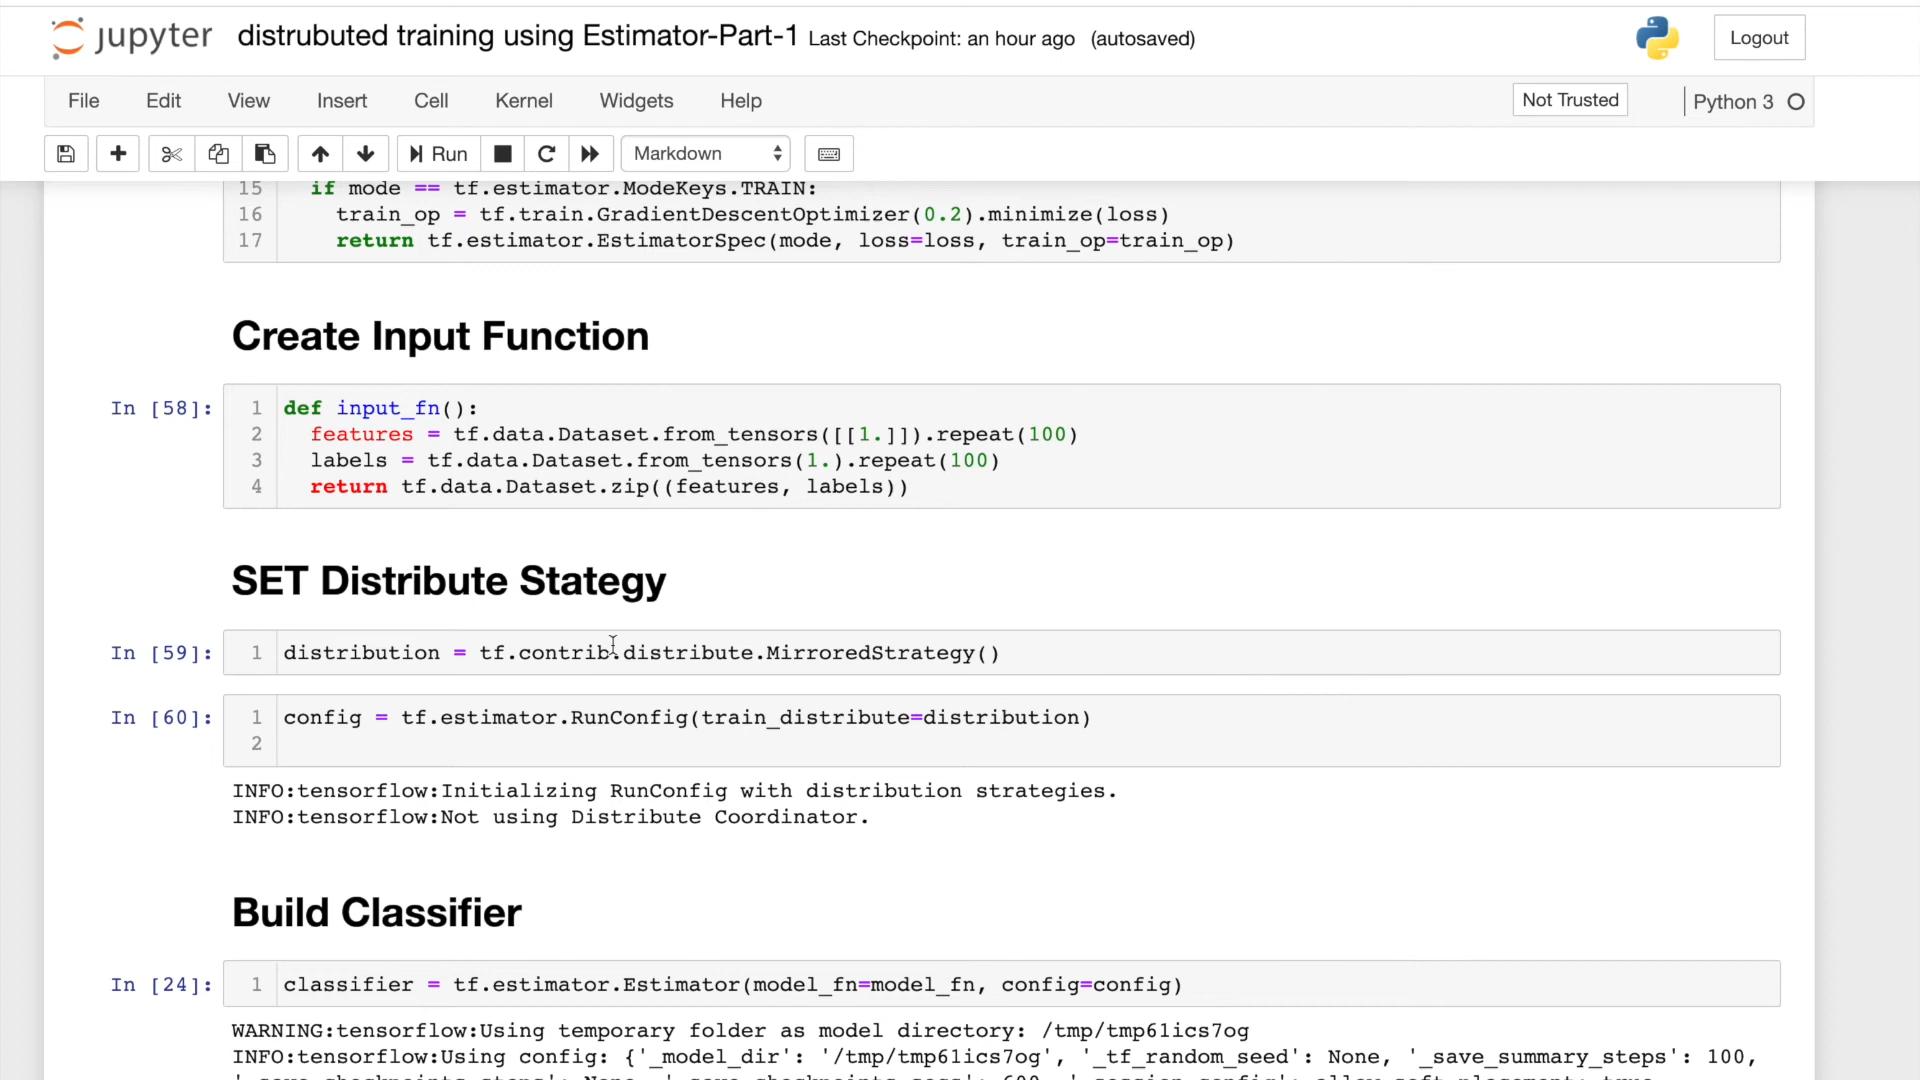 jupyter distrubuted training using Estimator-Part-1 Last Checkpoint: an hour ago (autosaved) Logout
File Edit View Insert Cell Kernel Widgets Help Not Trusted Python 3
Run Markdown
15 if mode == tf.estimator.ModeKeys.TRAIN:
16 train_op = tf.train.GradientDescentOptimizer(0.2).minimize(loss)
17 return tf.estimator.EstimatorSpec(mode, loss=loss, train_op=train_op)
Create Input Function
In [58]: 1 def input_fn():
2 features = tf.data.Dataset.from_tensors([[1.]]).repeat(100)
3 labels = tf.data.Dataset.from_tensors(1.).repeat(100)
4 return tf.data.Dataset.zip((features, labels))
SET Distribute Stategy
In [59]: 1 distribution = tf.contrib.distribute.MirroredStrategy()
In [60]: 1 config = tf.estimator.RunConfig(train_distribute=distribution)
2
INFO:tensorflow:Initializing RunConfig with distribution strategies.
INFO:tensorflow:Not using Distribute Coordinator.
Build Classifier
In [24]: 1 classifier = tf.estimator.Estimator(model_fn=model_fn, config=config)
WARNING:tensorflow:Using temporary folder as model directory: /tmp/tmp61ics7og
INFO:tensorflow:Using config: {'_model_dir': '/tmp/tmp61ics7og', '_tf_random_seed': None, '_save_summary_steps': 100,